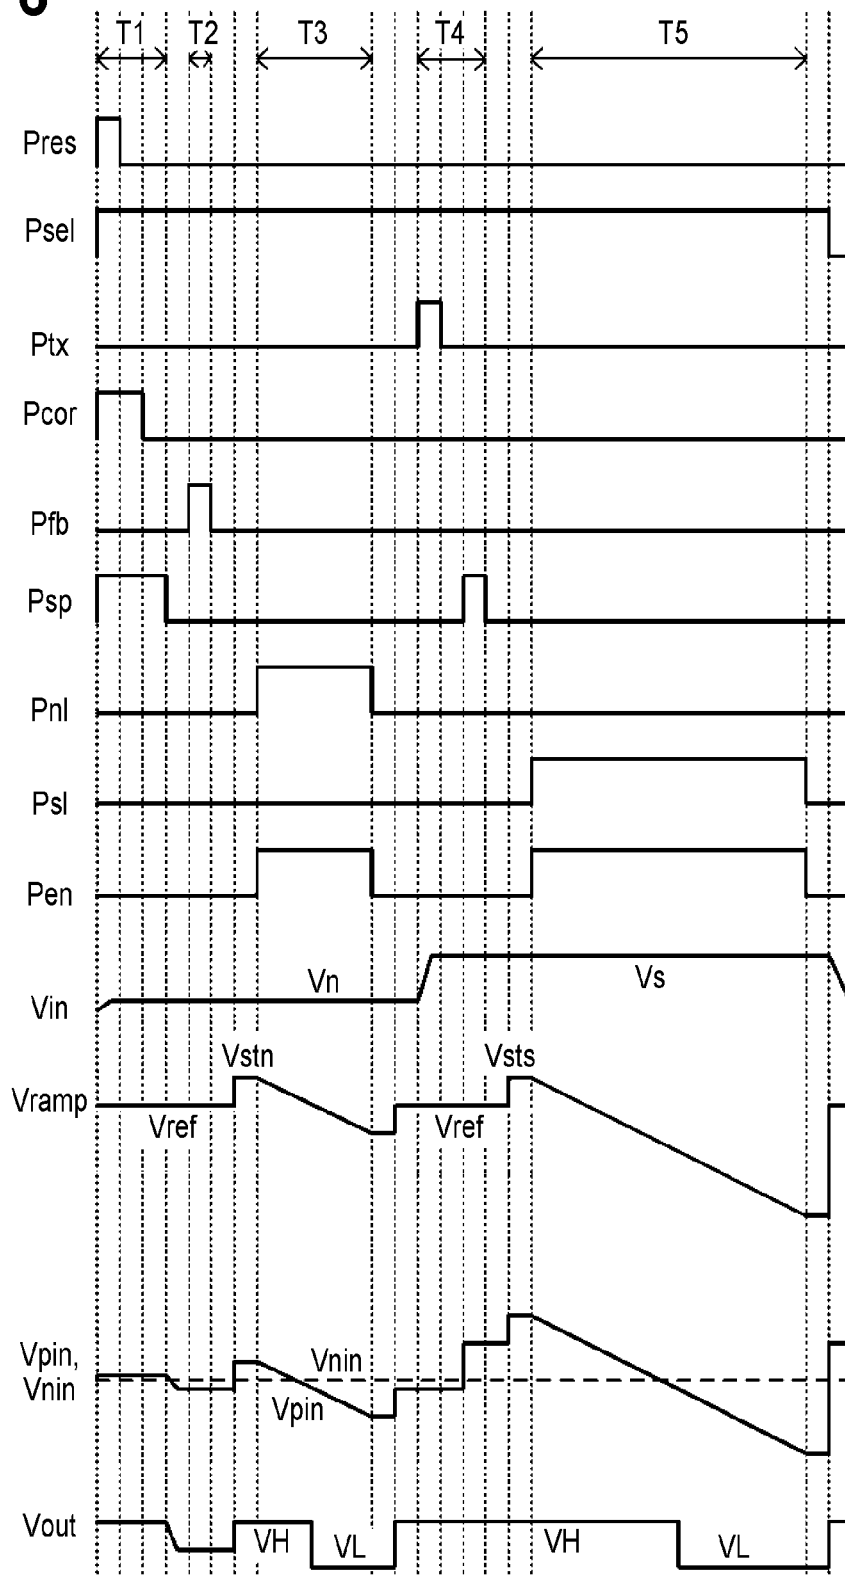 T1 T2 T3 T4 T5
Pres
Psel
Ptx
Pcor
Pfb
Psp
Pnl
Psl
Pen
Vn
Vs
Vin
Vstn Vsts
Vramp
Vref Vref
Vpin,
Vnin
Vnin
Vpin
Vout
VH VL VH VL